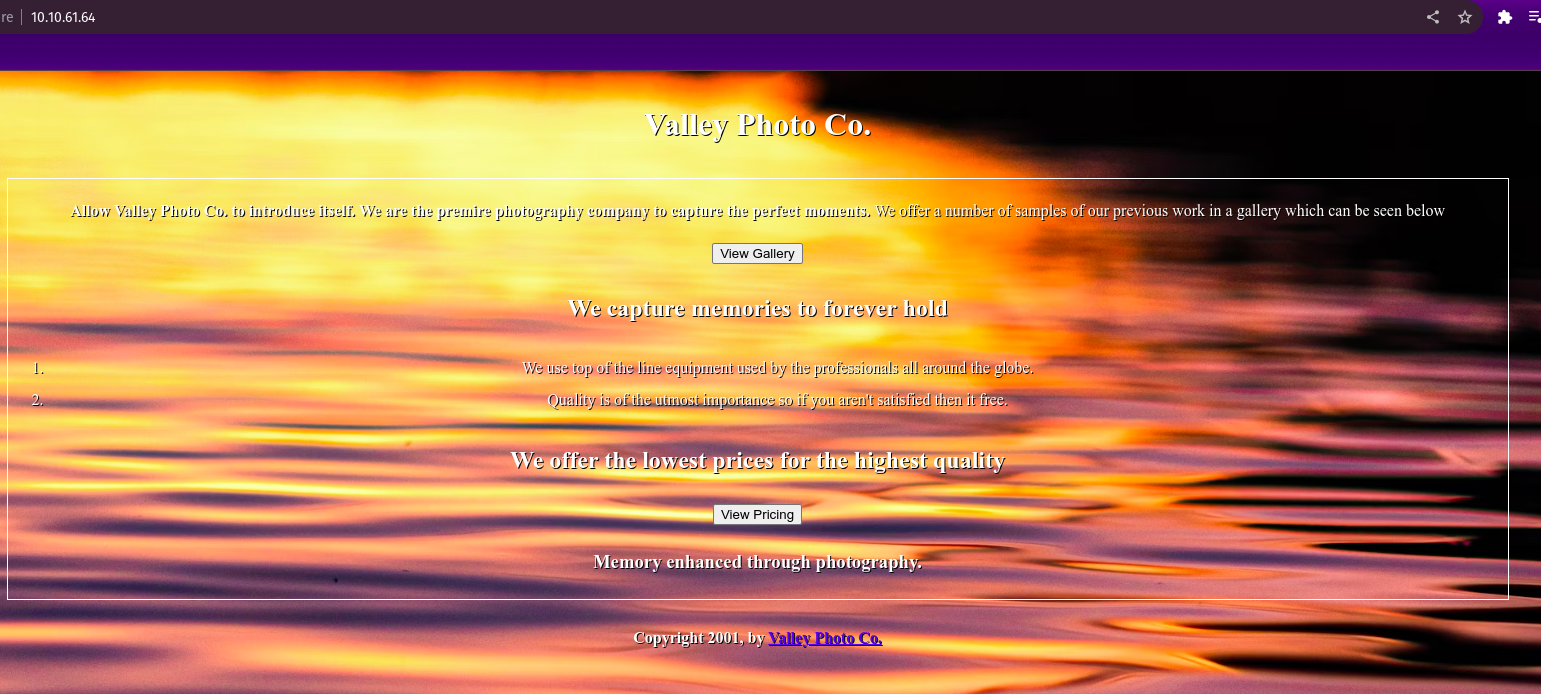 re 10.10.61.64
Valley Photo Co.
Allow Valley Photo Co. to introduce itself. We are the premire photography company to capture the perfect moments. We offer a number of samples of our previous work in a gallery which can be seen below
View Gallery
We capture memories to forever hold
1. We use top of the line equipment used by the professionals all around the globe.
2. Quality is of the utmost importance so if you aren't satisfied then it free.
We offer the lowest prices for the highest quality
View Pricing
Memory enhanced through photography.
Copyright 2001, by Valley Photo Co.